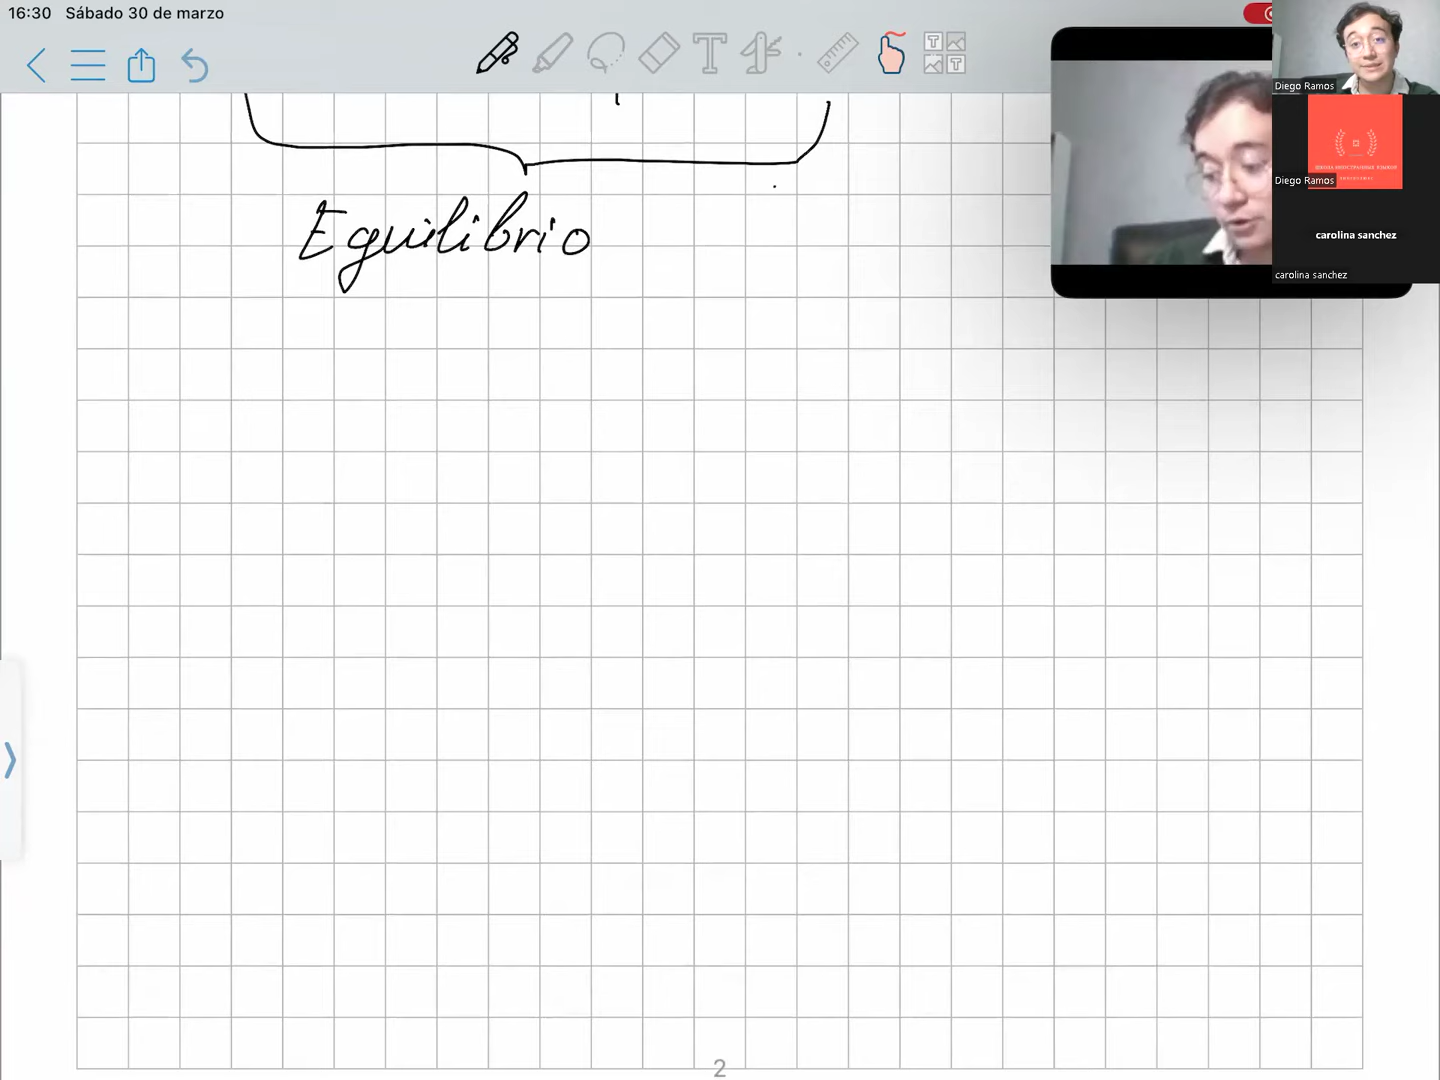 16:30 Sábado 30 de marzo
Diego Ramos
Diego Ramos
carolina sanchez
carolina sanchez
Equilibrio
2